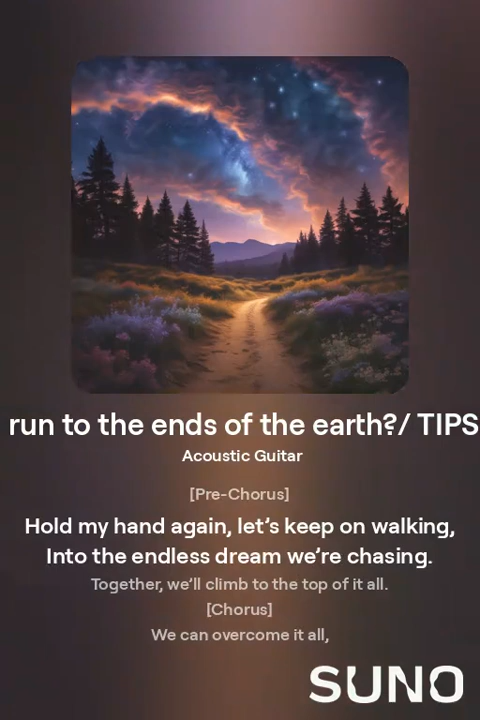 run to the ends of the earth?/ TIPS
Acoustic Guitar
[Pre-Chorus]
Hold my hand again, let’s keep on walking,
Into the endless dream we’re chasing.
Together, we’ll climb to the top of it all.
[Chorus]
We can overcome it all,
SUNO